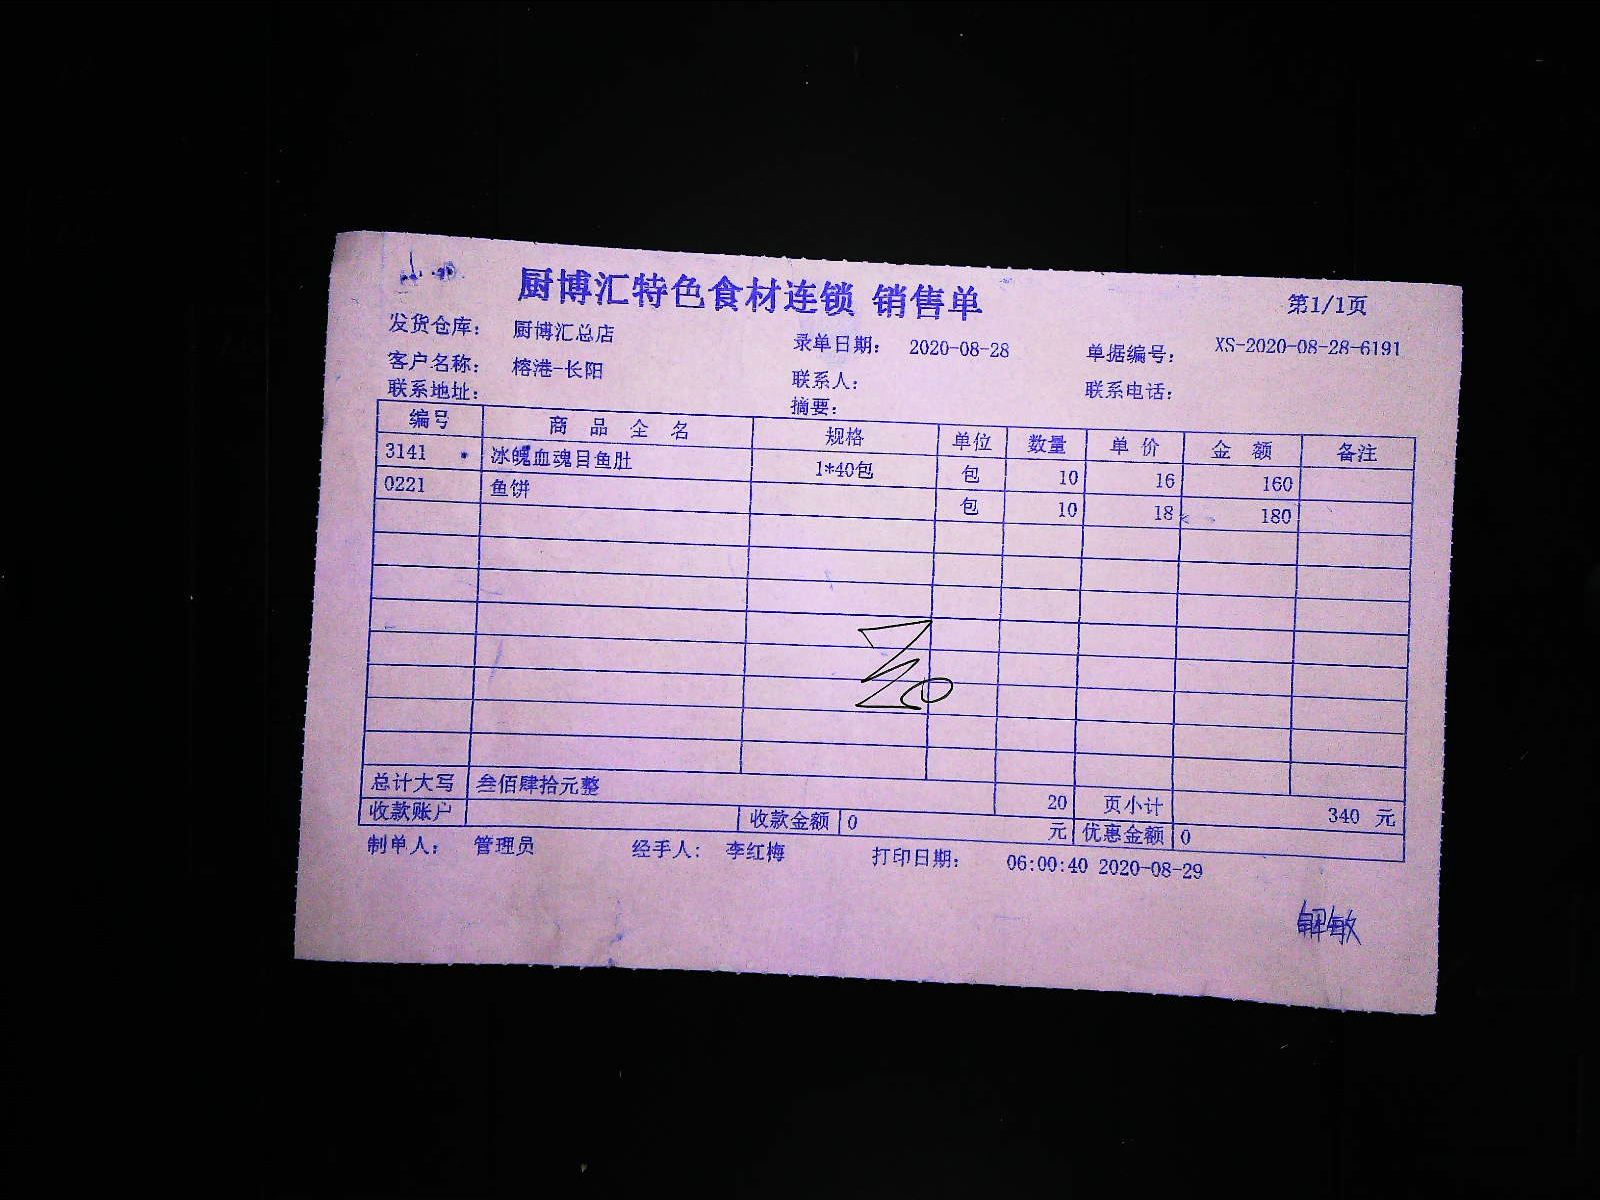 厨博汇特色食材连锁 销售单
第1/1页
发货仓库： 厨博汇总店 录单日期： 2020-08-28 单据编号： XS-2020-08-28-6191
客户名称： 榕港-长阳 联系人： 联系电话：
联系地址： 摘要：
编号 商品全名 规格 单位 数量 单价 金额 备注
3141 冰魄血魂目鱼肚 1*40包 包 10 16 160
0221 鱼饼 包 10 18 180
总计大写 叁佰肆拾元整 20 页小计 340 元
收款账户 收款金额 0 元 优惠金额 0
制单人： 管理员 经手人： 李红梅 打印日期： 06:00:40 2020-08-29
解敏